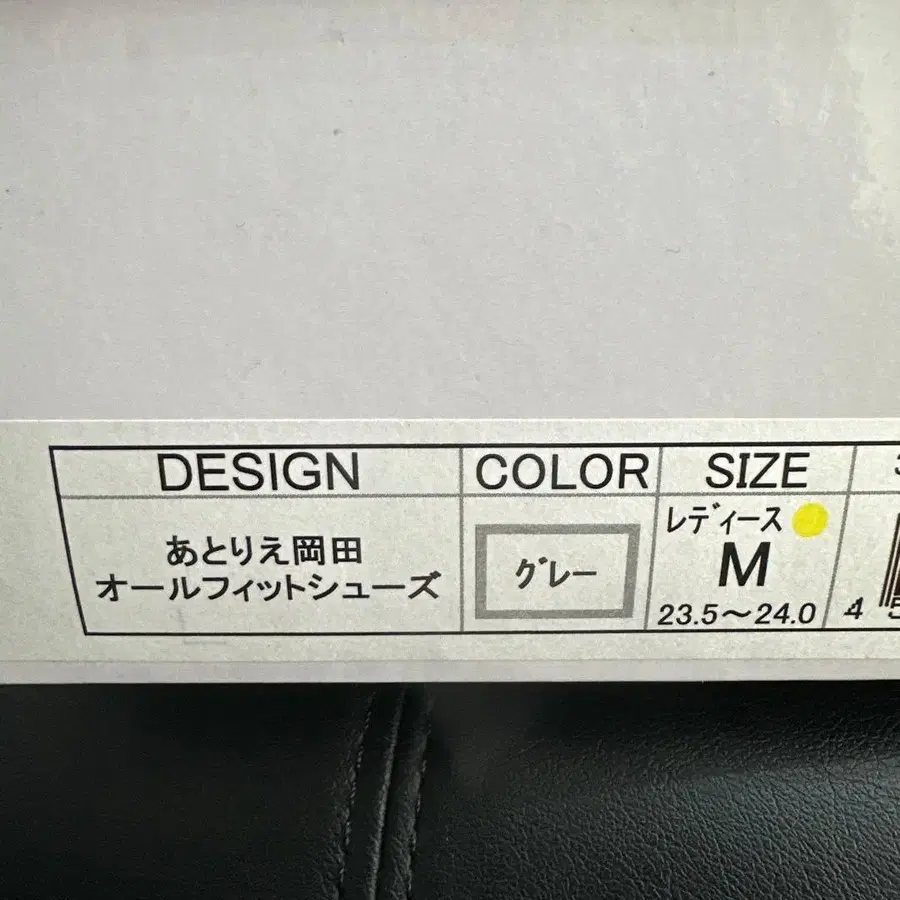 DESIGN COLOR SIZE
あとりえ岡田
オールフィットシューズ
グレー
レディース
M
23.5～24.0
4